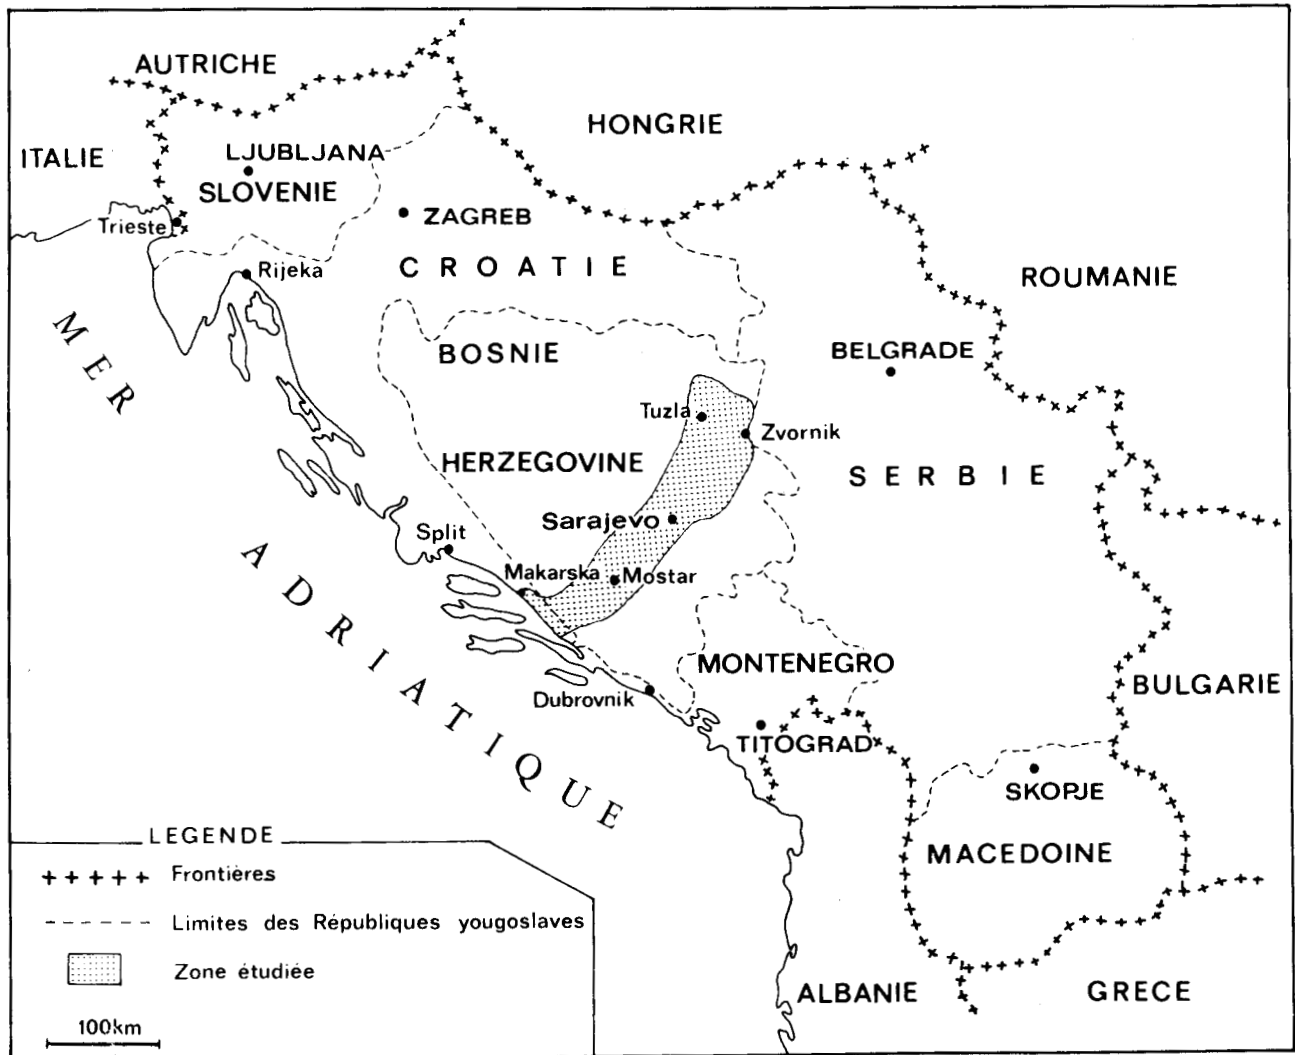 AUTRICHE
HONGRIE
ITALIE
LJUBLJANA
SLOVENIE
Trieste
ZAGREB
Rijeka
CROATIE
ROUMANIE
MER
BOSNIE
BELGRADE
Tuzla
Zvornik
HERZEGOVINE
SERBIE
Sarajevo
Split
Makarska
Mostar
ADRIATIQUE
MONTENEGRO
BULGARIE
Dubrovnik
TITOGRAD
SKOPJE
MACEDOINE
LEGENDE
Frontières
Limites des Républiques yougoslaves
Zone étudiée
ALBANIE
GRECE
100km